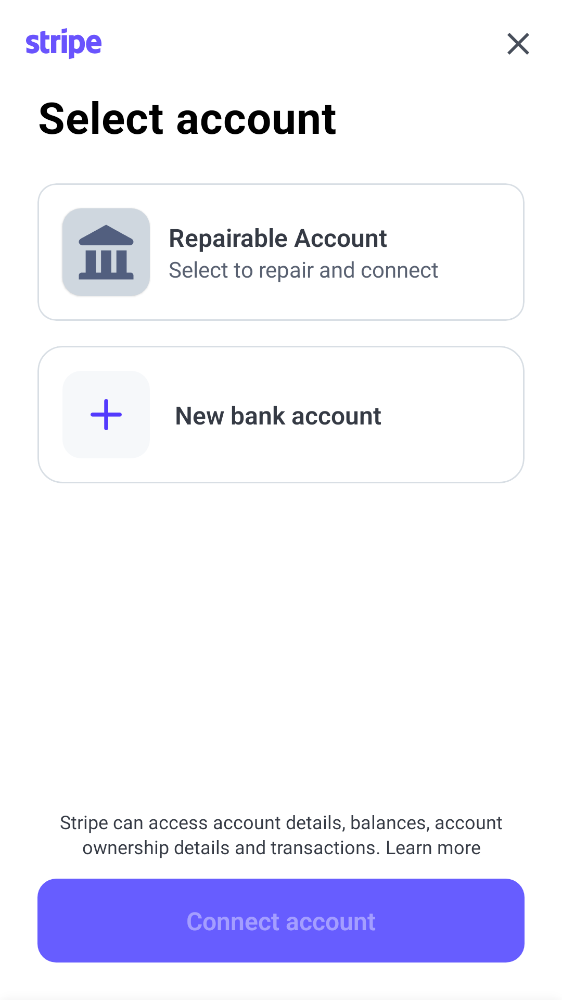 stripe
Select account
Repairable Account
Select to repair and connect
New bank account
Stripe can access account details, balances, account
ownership details and transactions. Learn more
Connect account